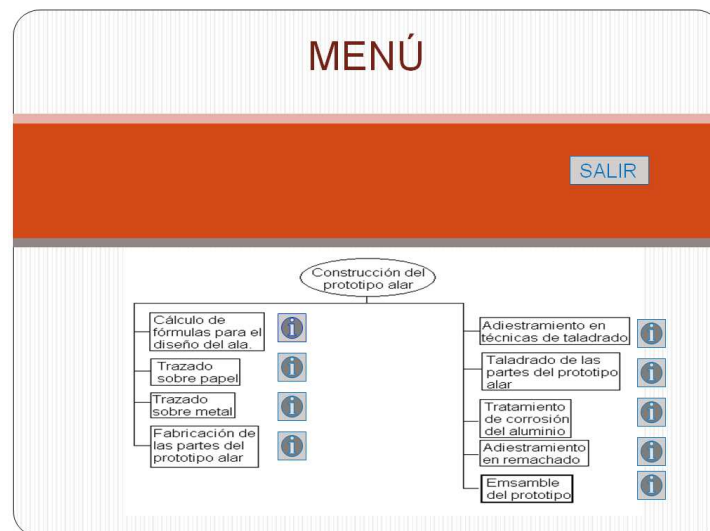 MENÚ
SALIR
Construcción del
prototipo alar
Cálculo de
fórmulas para el
diseño del ala.
Trazado
sobre papel
Trazado
sobre metal
Fabricación de
las partes del
prototipo alar
Adiestramiento en
técnicas de taladrado
Taladrado de las
partes del prototipo
alar
Tratamiento
de corrosión
del aluminio
Adiestramiento
en remachado
Emsamble
del prototipo